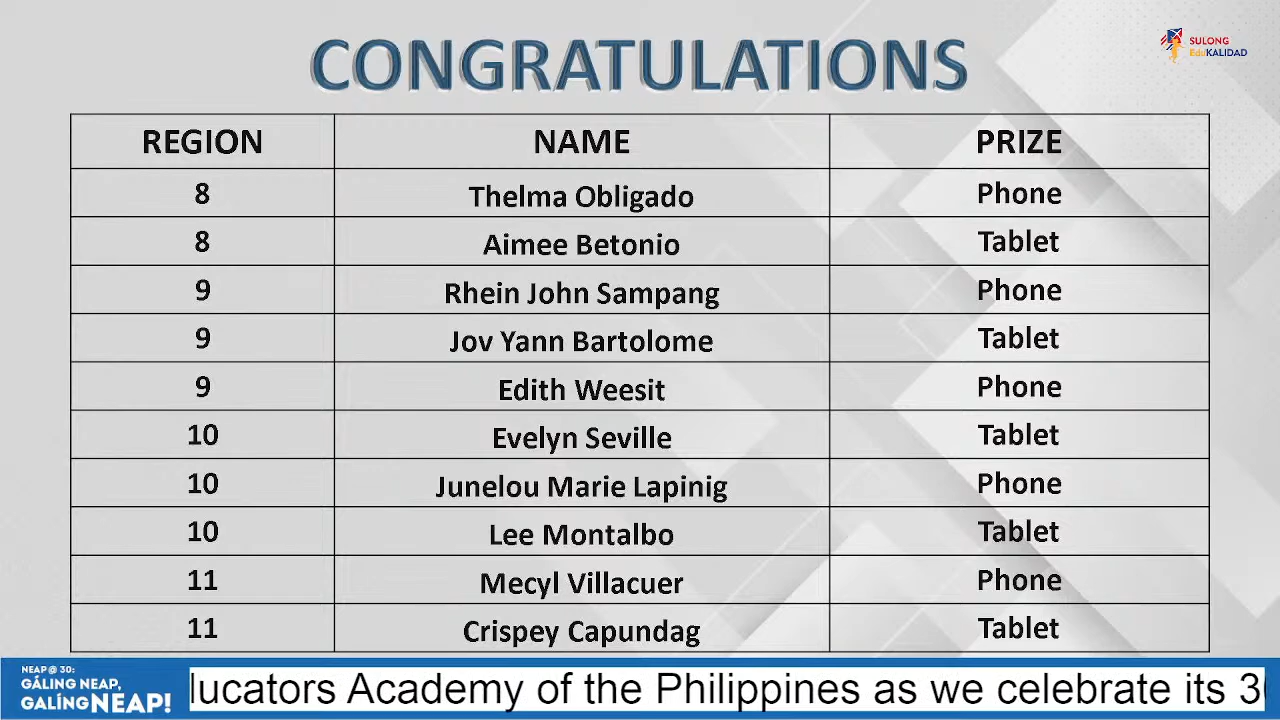 CONGRATULATIONS
SULONG
EduKALIDAD
REGION NAME PRIZE
8 Thelma Obligado Phone
8 Aimee Betonio Tablet
9 Rhein John Sampang Phone
9 Jov Yann Bartolome Tablet
9 Edith Weesit Phone
10 Evelyn Seville Tablet
10 Junelou Marie Lapinig Phone
10 Lee Montalbo Tablet
11 Mecyl Villacuer Phone
11 Crispey Capundag Tablet
NEAP @ 30:
GÁLING NEAP,
GALÍNG NEAP!
lucators Academy of the Philippines as we celebrate its 30